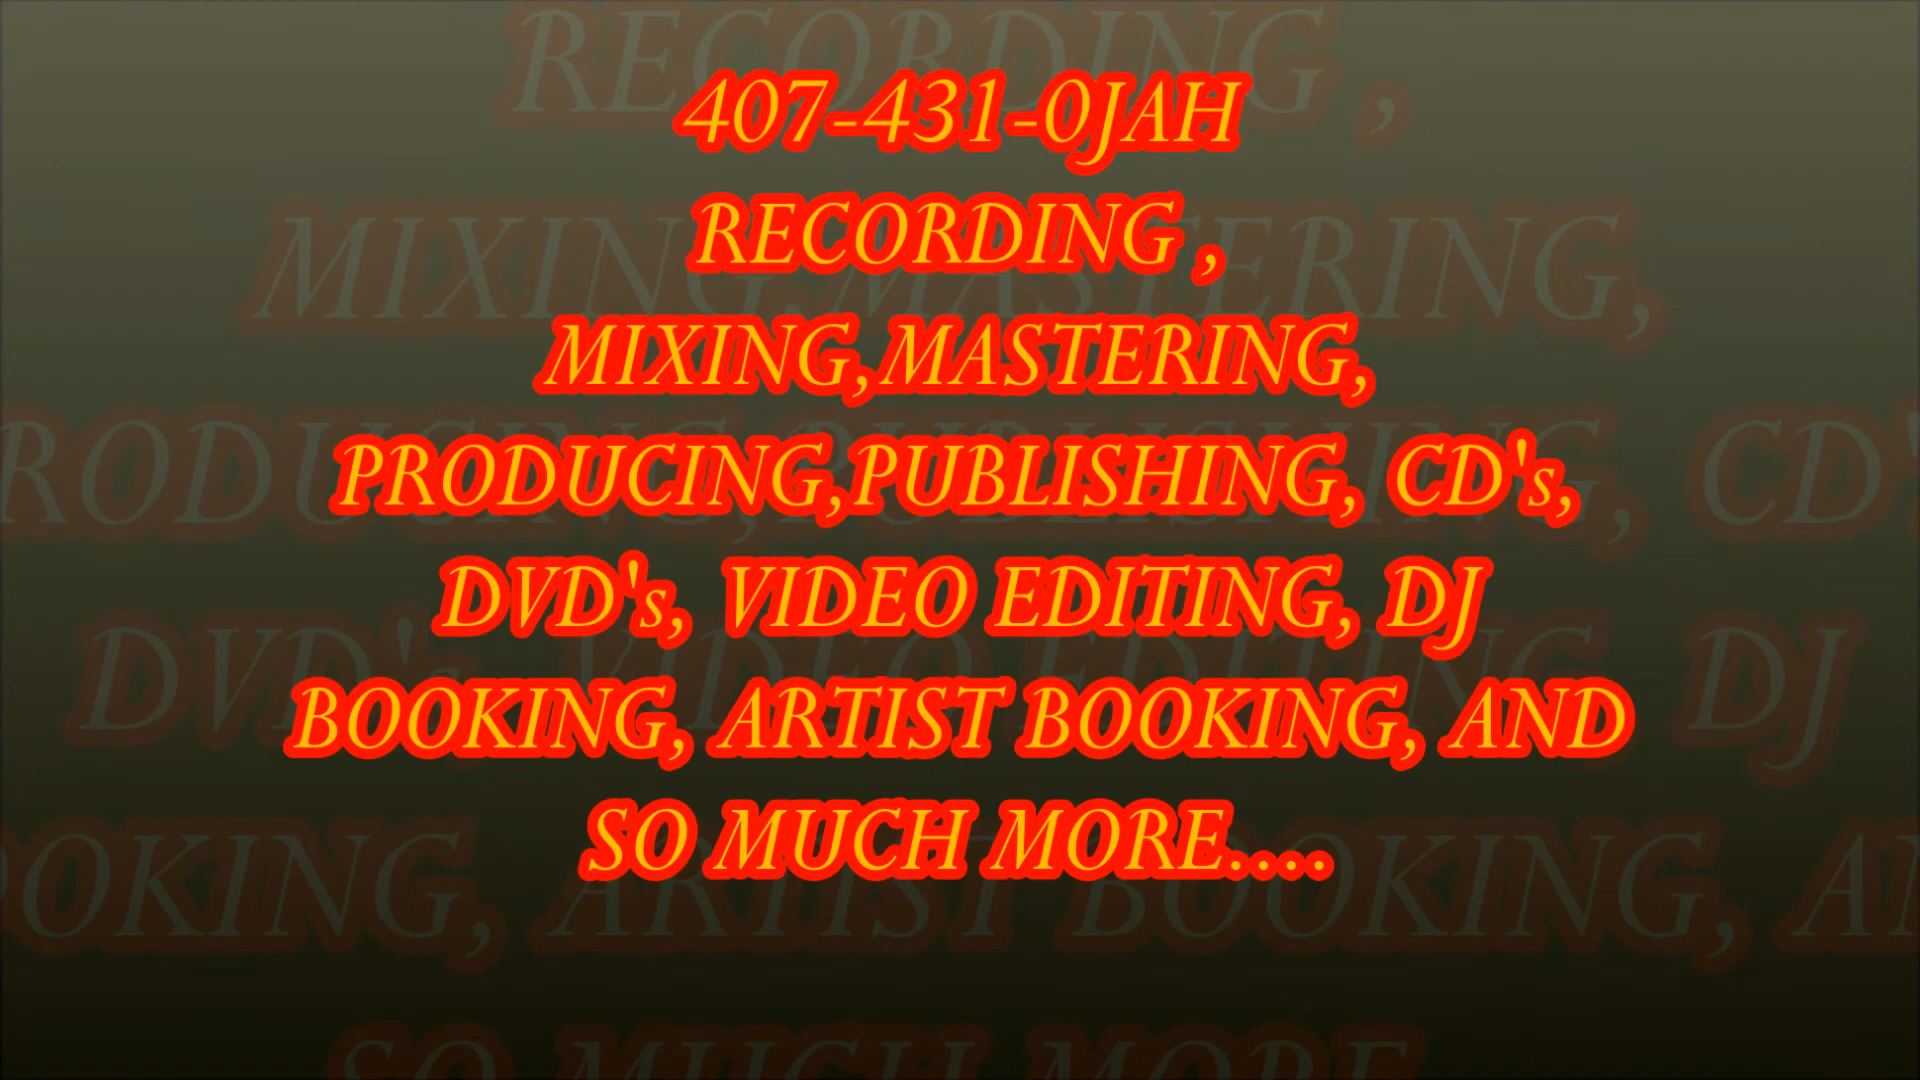 407-431-0JAH
RECORDING ,
MIXING,MASTERING,
PRODUCING,PUBLISHING, CD's,
DVD's, VIDEO EDITING, DJ
BOOKING, ARTIST BOOKING, AND
SO MUCH MORE....